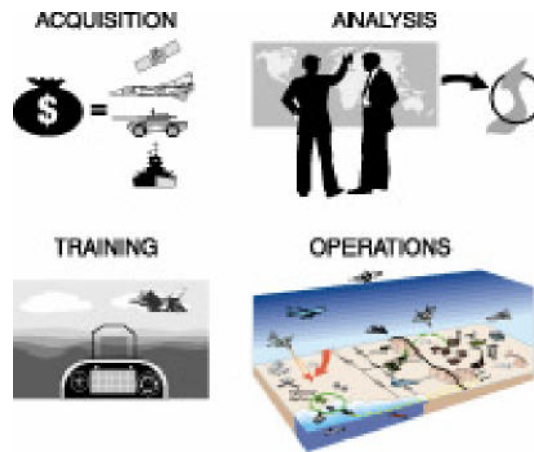 ACQUISITION
ANALYSIS
$
=
TRAINING
OPERATIONS